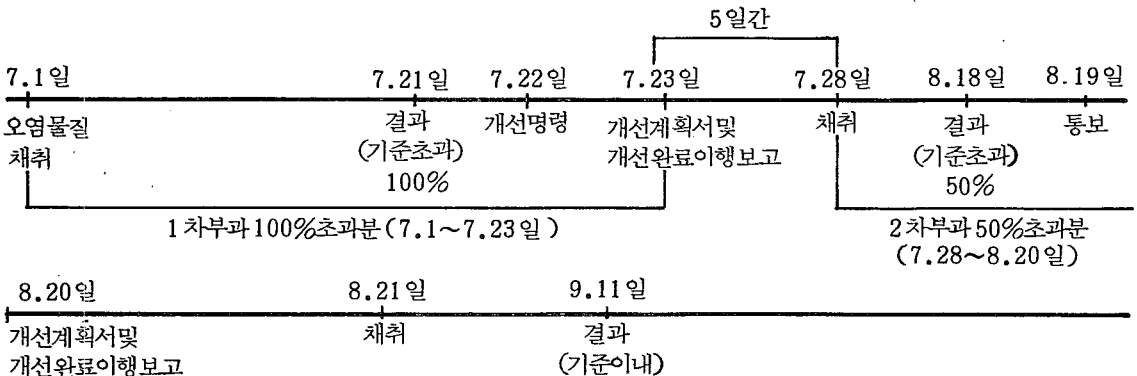 5일간
7.1일 7.21일 7.22일 7.23일 7.28일 8.18일 8.19일
오염물질 결과 개선명령 개선계획서및 채취 결과 통보
채취 (기준초과) 개선완료이행보고 (기준초과)
100% 50%
1차부과 100%초과분(7.1~7.23일) 2차부과 50%초과분
(7.28~8.20일)
8.20일 8.21일 9.11일
개선계획서및 채취 결과
개선완료이행보고 (기준이내)